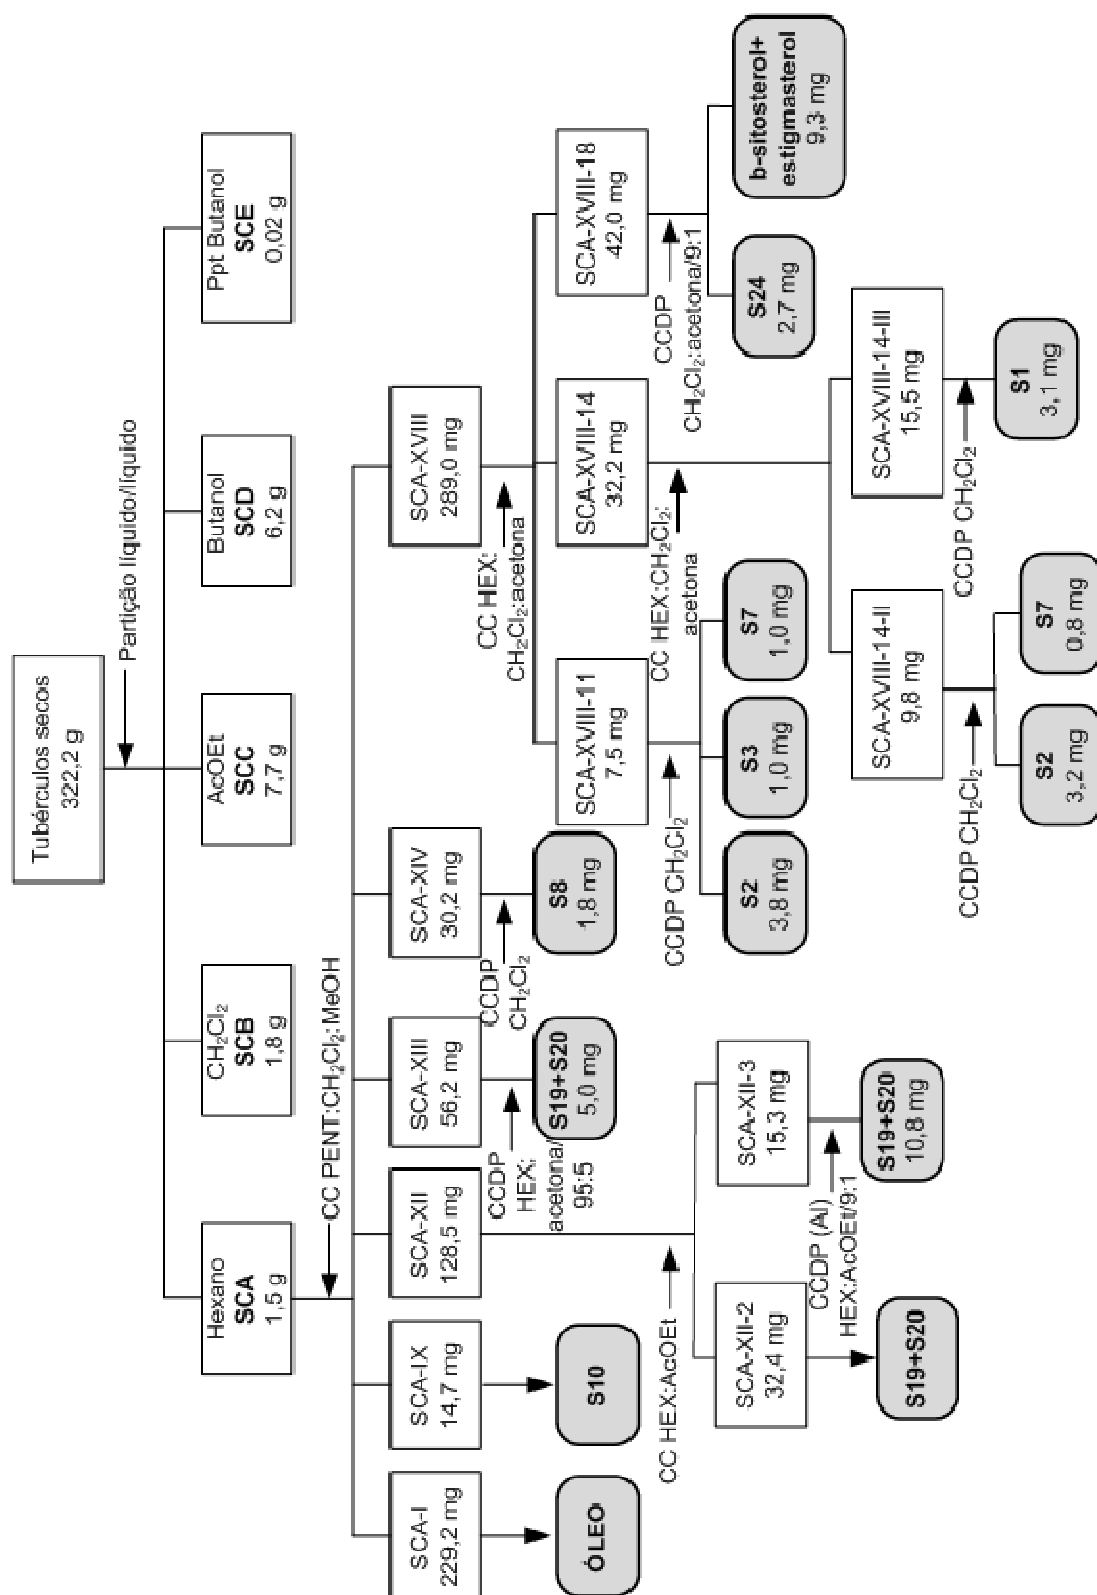 Tubérculos secos
322,2 g
Partição líquido/líquido
Hexano
SCA
1,5 g
CH₂Cl₂
SCB
1,8 g
AcOEt
SCC
7,7 g
Butanol
SCD
6,2 g
Ppt Butanol
SCE
0,02 g
CC PENT:CH₂Cl₂:MeOH
SCA-I
229,2 mg
SCA-IX
14,7 mg
SCA-XII
128,5 mg
SCA-XIII
56,2 mg
SCA-XIV
30,2 mg
SCA-XVIII
289,0 mg
CCDP
HEX:
acetona/
95:5
CCDP
CH₂Cl₂
CC HEX:
CH₂Cl₂:acetona
ÓLEO
S10
S19+S20
5,0 mg
S8
1,8 mg
SCA-XVIII-11
7,5 mg
SCA-XVIII-14
32,2 mg
SCA-XVIII-18
42,0 mg
CC HEX:AcOEt
CCDP CH₂Cl₂
CC HEX:CH₂Cl₂:
acetona
CCDP
CH₂Cl₂:acetona/9:1
SCA-XII-2
32,4 mg
SCA-XII-3
15,3 mg
S2
3,8 mg
S3
1,0 mg
S7
1,0 mg
S24
2,7 mg
b-sitosterol+
estigmasterol
9,3 mg
CCDP (Al)
HEX:AcOEt/9:1
SCA-XVIII-14-II
9,8 mg
SCA-XVIII-14-III
15,5 mg
S19+S20
S19+S20
10,8 mg
CCDP CH₂Cl₂
CCDP CH₂Cl₂
S2
3,2 mg
S7
0,8 mg
S1
3,1 mg